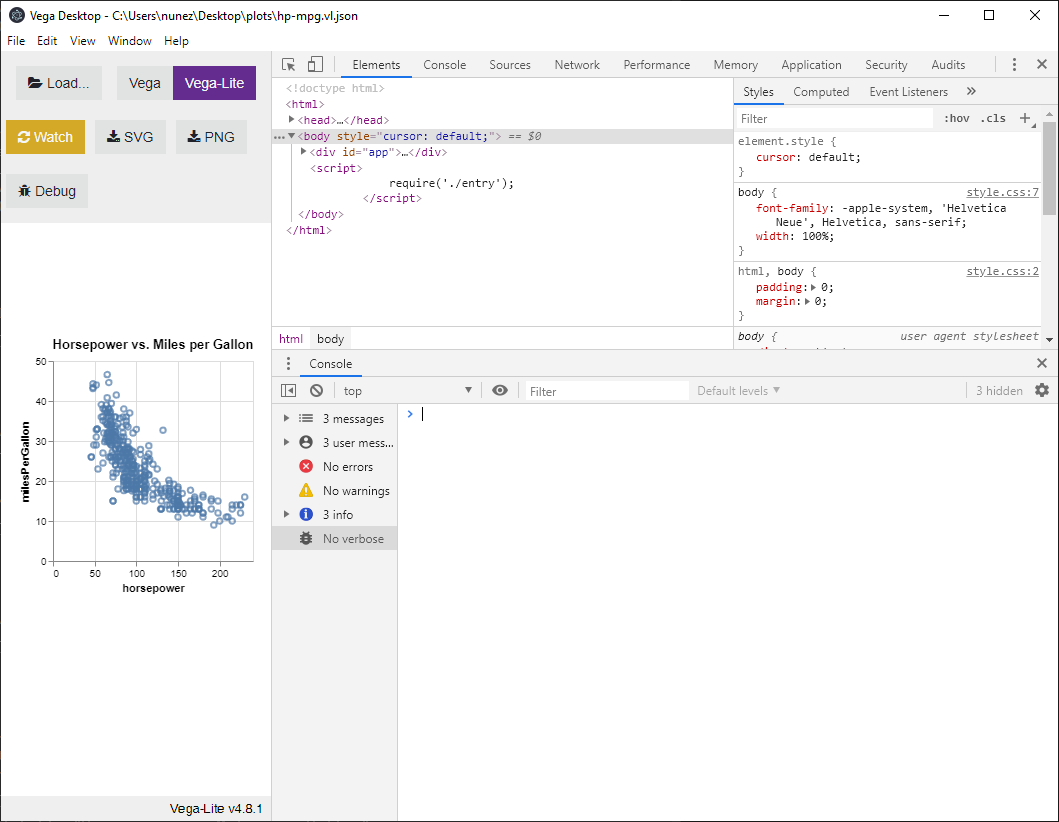 Vega Desktop - C:\Users\nunez\Desktop\plots\hp-mpg.vl.json
File Edit View Window Help
Load... Vega Vega-Lite
Watch SVG PNG
Debug
Horsepower vs. Miles per Gallon
50
40
30
20
10
0
milesPerGallon
0 50 100 150 200
horsepower
Vega-Lite v4.8.1
Elements Console Sources Network Performance Memory Application Security Audits
<!doctype html>
<html>
<head>…</head>
<body style="cursor: default;"> == $0
<div id="app">…</div>
<script>
require('./entry');
</script>
</body>
</html>
html body
Styles Computed Event Listeners »
Filter :hov .cls +
element.style {
cursor: default;
}
body { style.css:7
font-family: -apple-system, 'Helvetica
Neue', Helvetica, sans-serif;
width: 100%;
}
html, body { style.css:2
padding: 0;
margin: 0;
}
body { user agent stylesheet
Console
top Filter Default levels 3 hidden
3 messages
3 user mess...
No errors
No warnings
3 info
No verbose
>